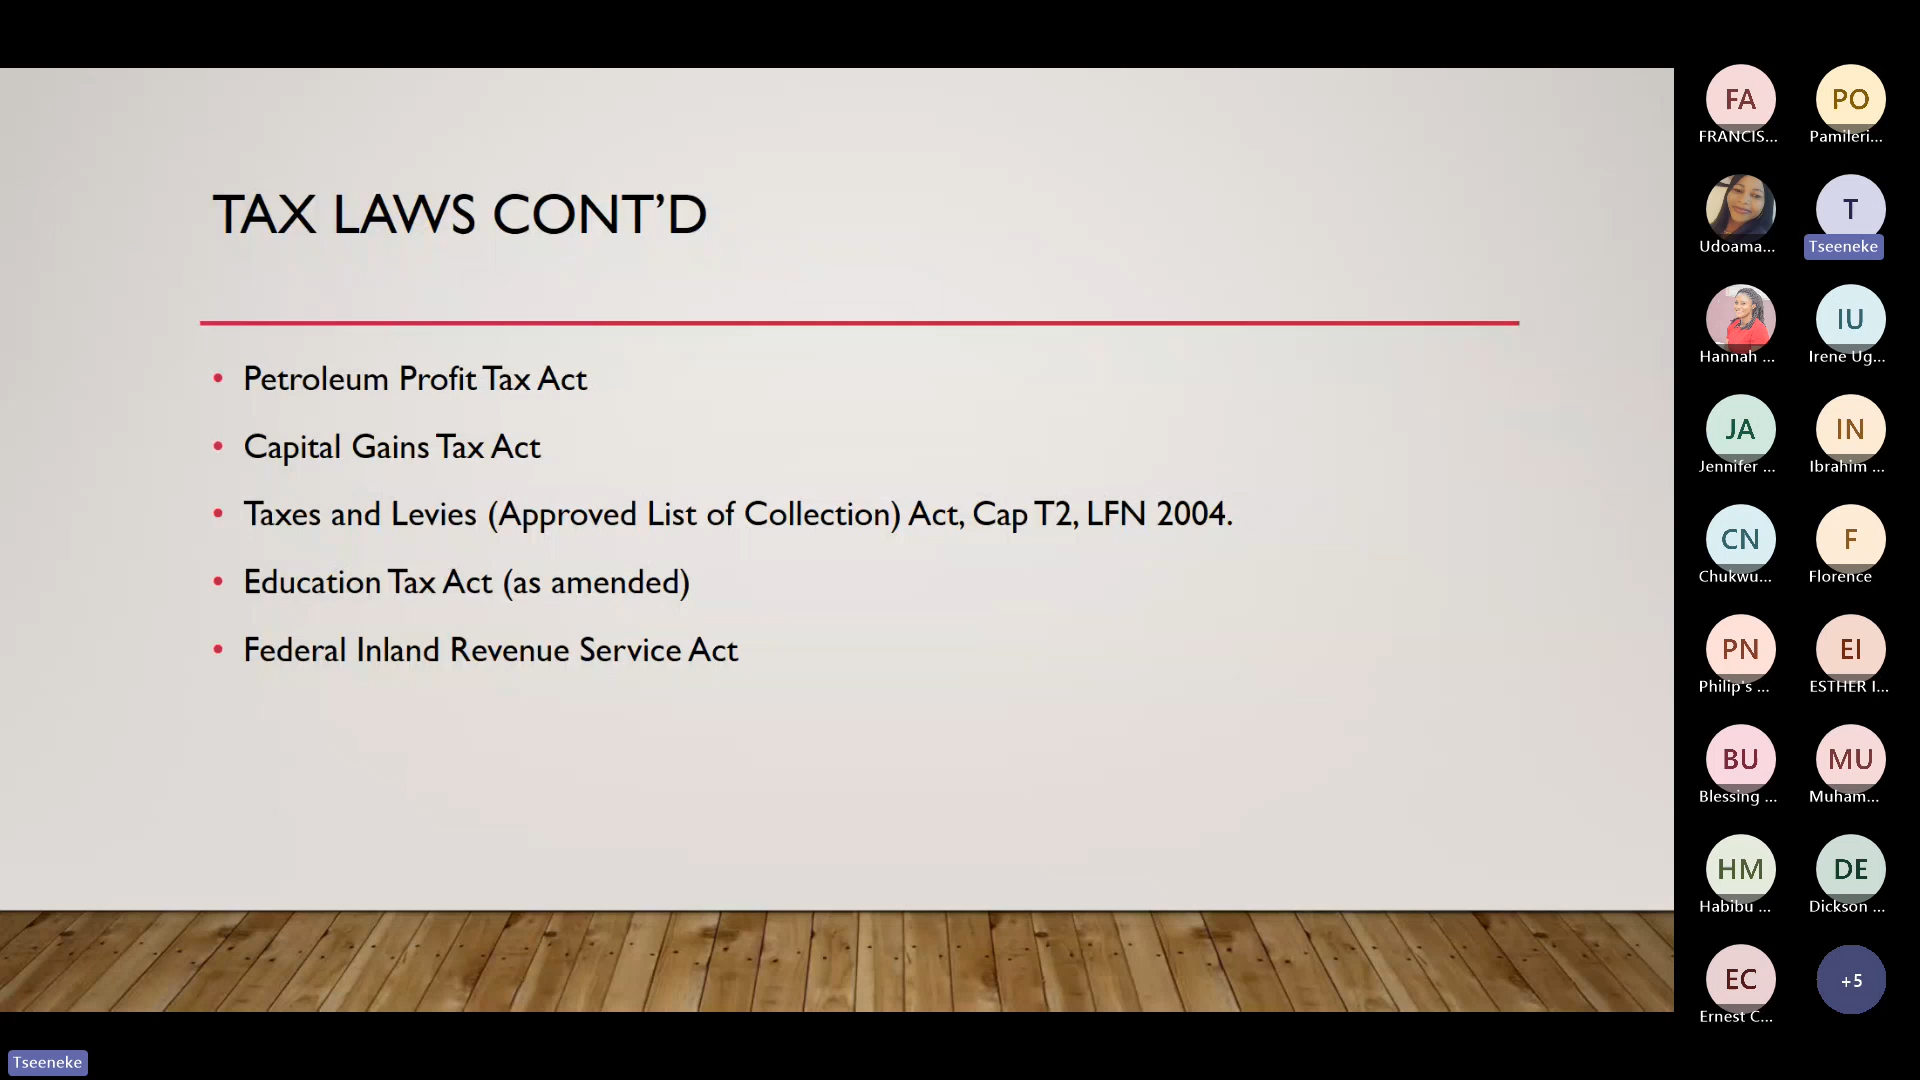 TAX LAWS CONT’D
• Petroleum Profit Tax Act
• Capital Gains Tax Act
• Taxes and Levies (Approved List of Collection) Act, Cap T2, LFN 2004.
• Education Tax Act (as amended)
• Federal Inland Revenue Service Act
FA
FRANCIS...
PO
Pamileri...
Udoama...
T
Tseeneke
Hannah ...
IU
Irene Ug...
JA
Jennifer ...
IN
Ibrahim ...
CN
Chukwu...
F
Florence
PN
Philip's ...
EI
ESTHER I...
BU
Blessing ...
MU
Muham...
HM
Habibu ...
DE
Dickson ...
EC
Ernest C...
+5
Tseeneke